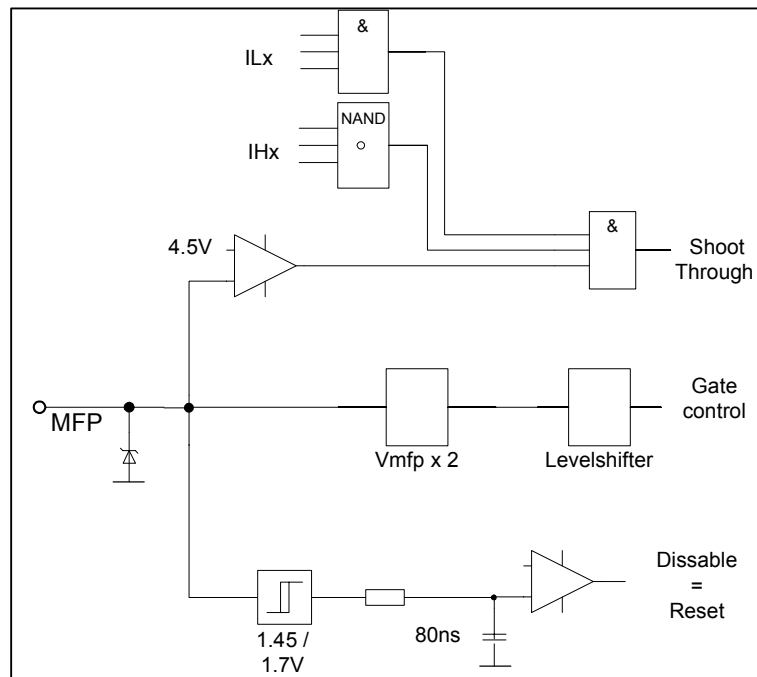 &
ILx
NAND
IHx
4.5V
&
Shoot
Through
MFP
Vmfp x 2
Levelshifter
Gate
control
1.45 /
1.7V
80ns
Dissable
=
Reset